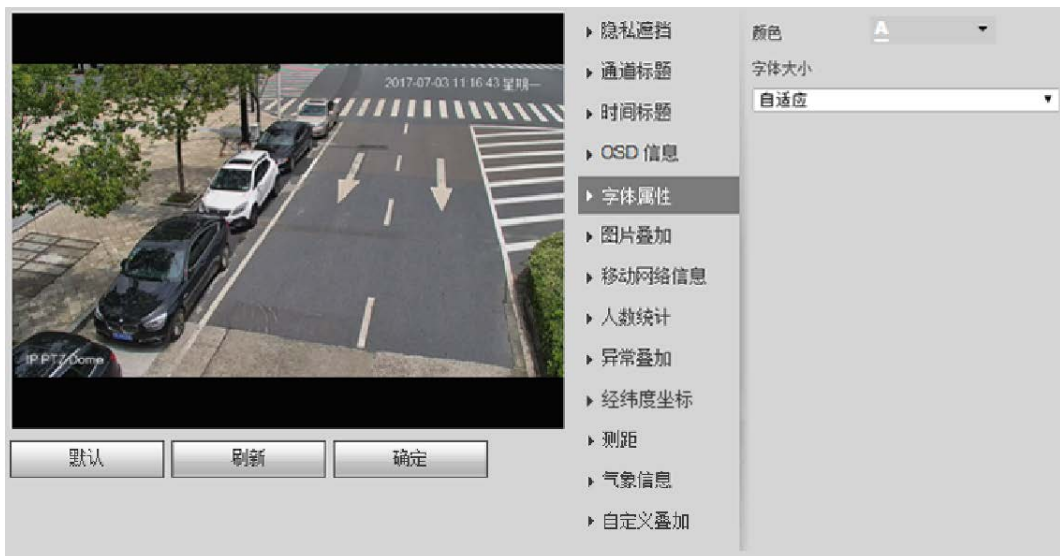 2017-07-03 11:16:43 星期一
IP PTZ Dome
默认
刷新
确定
隐私遮挡
通道标题
时间标题
OSD 信息
字体属性
图片叠加
移动网络信息
人数统计
异常叠加
经纬度坐标
测距
气象信息
自定义叠加
颜色
A
字体大小
自适应